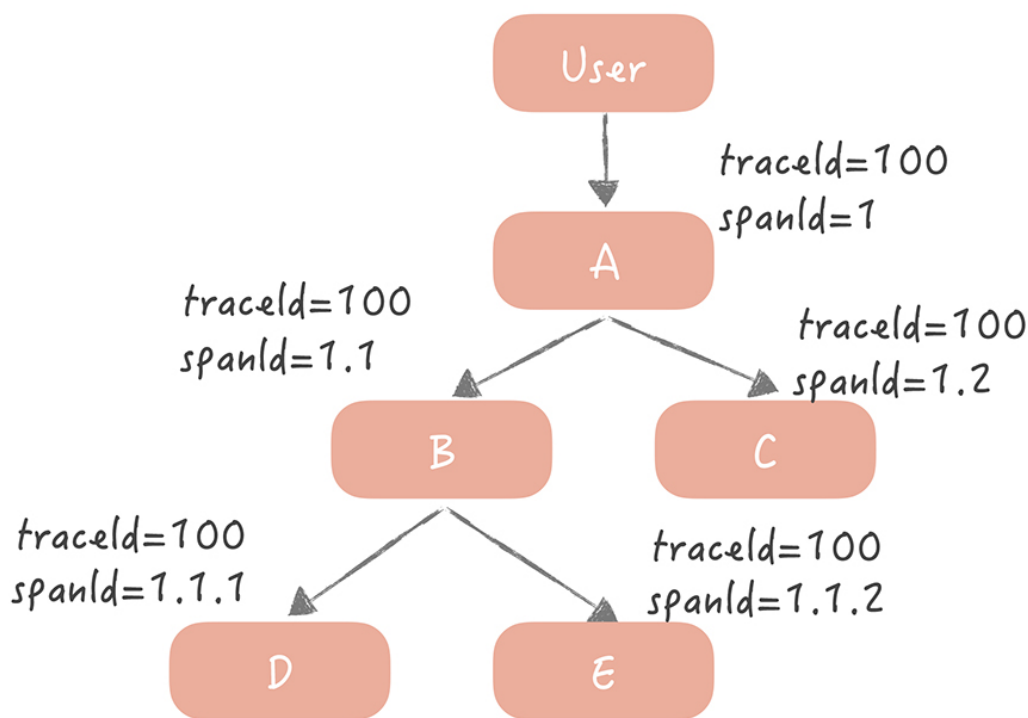 User
traceId=100
spanId=1
A
traceId=100
spanId=1.1
traceId=100
spanId=1.2
B
C
traceId=100
spanId=1.1.1
traceId=100
spanId=1.1.2
D
E